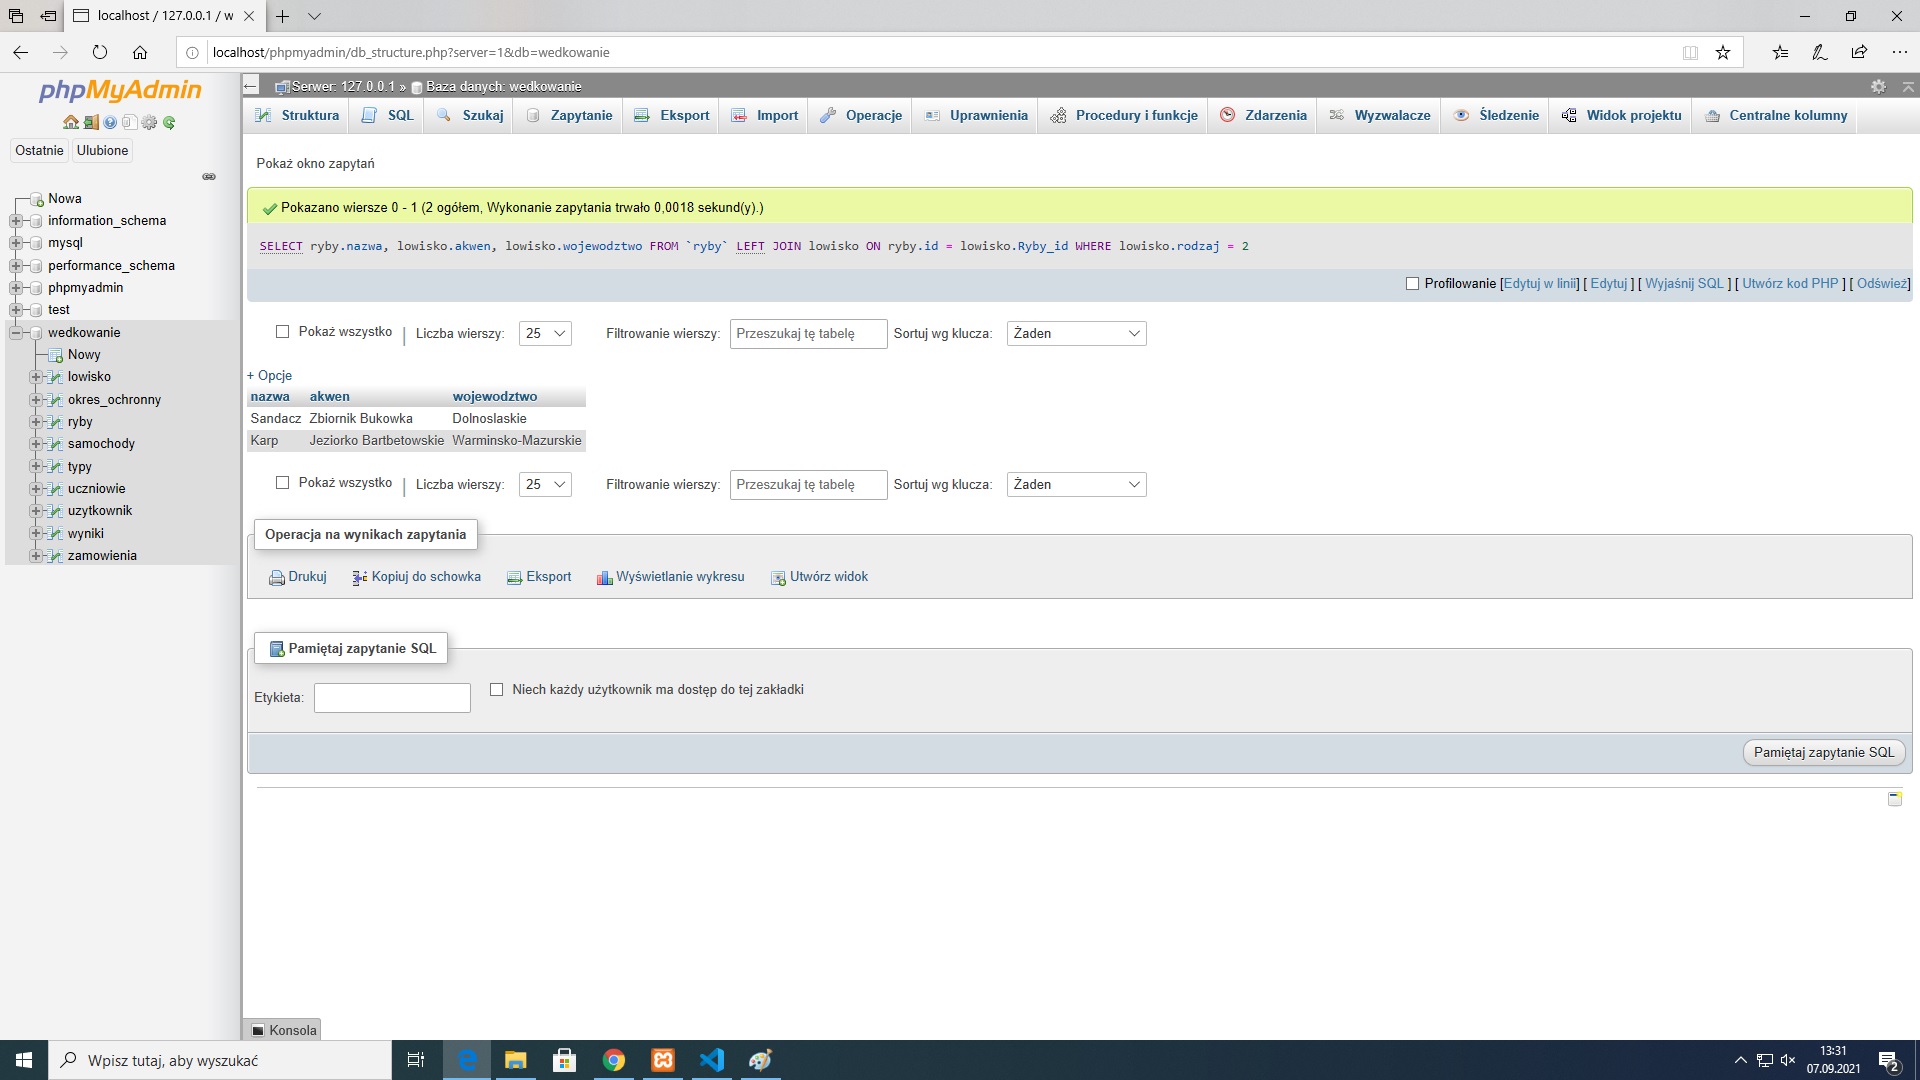 localhost / 127.0.0.1 / w
localhost/phpmyadmin/db_structure.php?server=1&db=wedkowanie
phpMyAdmin
Ostatnie Ulubione
Nowa
information_schema
mysql
performance_schema
phpmyadmin
test
wedkowanie
Nowy
lowisko
okres_ochronny
ryby
samochody
typy
uczniowie
uzytkownik
wyniki
zamowienia
Serwer: 127.0.0.1 » Baza danych: wedkowanie
Struktura SQL Szukaj Zapytanie Eksport Import Operacje Uprawnienia Procedury i funkcje Zdarzenia Wyzwalacze Śledzenie Widok projektu Centralne kolumny
Pokaż okno zapytań
Pokazano wiersze 0 - 1 (2 ogółem, Wykonanie zapytania trwało 0,0018 sekund(y).)
SELECT ryby.nazwa, lowisko.akwen, lowisko.wojewodztwo FROM `ryby` LEFT JOIN lowisko ON ryby.id = lowisko.Ryby_id WHERE lowisko.rodzaj = 2
Profilowanie [Edytuj w linii] [ Edytuj ] [ Wyjaśnij SQL ] [ Utwórz kod PHP ] [ Odśwież]
Pokaż wszystko | Liczba wierszy: 25 Filtrowanie wierszy: Przeszukaj tę tabelę Sortuj wg klucza: Żaden
+ Opcje
nazwa akwen wojewodztwo
Sandacz Zbiornik Bukowka Dolnoslaskie
Karp Jeziorko Bartbetowskie Warminsko-Mazurskie
Pokaż wszystko | Liczba wierszy: 25 Filtrowanie wierszy: Przeszukaj tę tabelę Sortuj wg klucza: Żaden
Operacja na wynikach zapytania
Drukuj Kopiuj do schowka Eksport Wyświetlanie wykresu Utwórz widok
Pamiętaj zapytanie SQL
Etykieta: Niech każdy użytkownik ma dostęp do tej zakładki
Pamiętaj zapytanie SQL
Konsola
Wpisz tutaj, aby wyszukać
13:31
07.09.2021
2